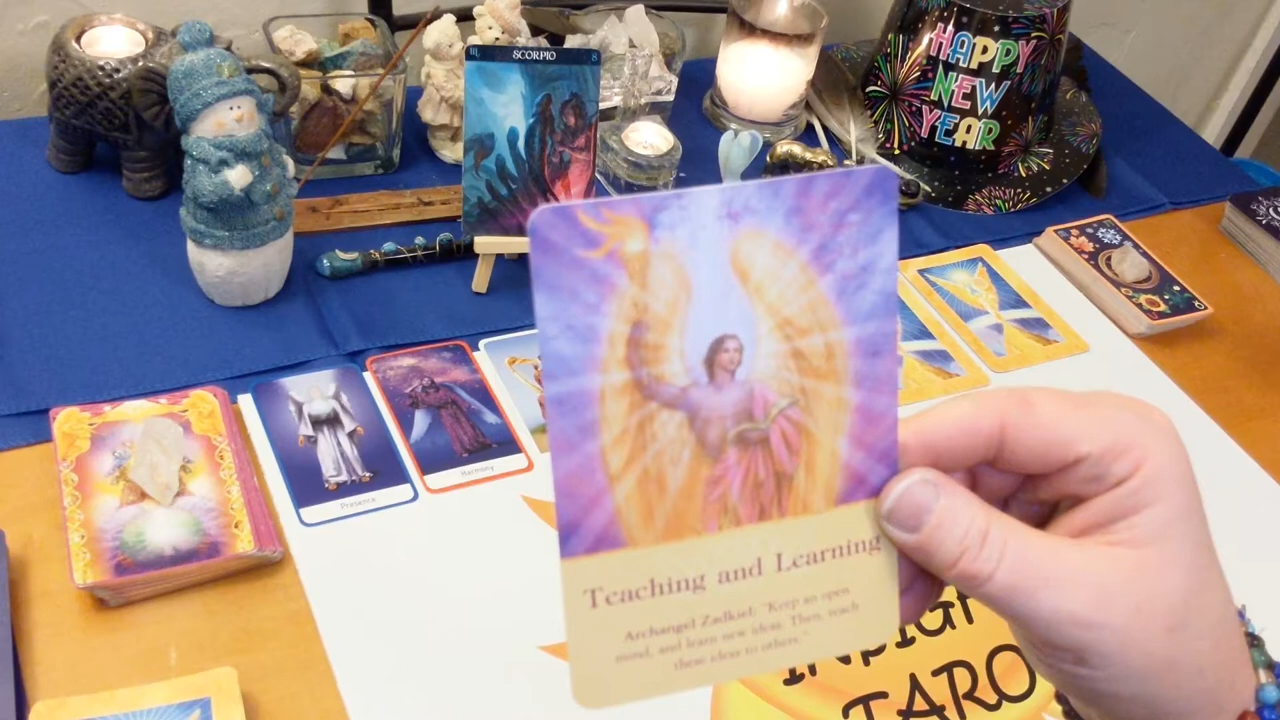 SCORPIO
8
HAPPY
NEW
YEAR
Presence
Harmony
Teaching and Learning
Archangel Zadkiel: "Keep an open
mind, and learn new ideas. Then, teach
these ideas to others."
TARO